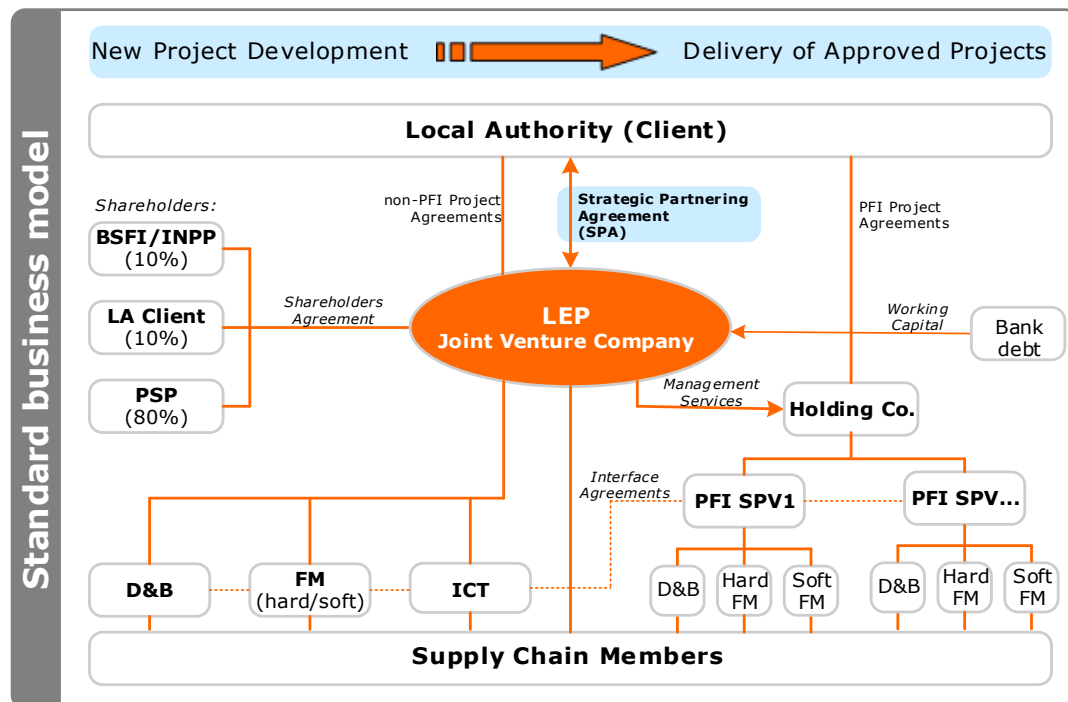 Standard business model
New Project Development
Delivery of Approved Projects
Local Authority (Client)
non-PFI Project
Agreements
Strategic Partnering
Agreement
(SPA)
PFI Project
Agreements
Shareholders:
BSFI/INPP
(10%)
LA Client
(10%)
PSP
(80%)
Shareholders
Agreement
LEP
Joint Venture Company
Working
Capital
Bank
debt
Management
Services
Holding Co.
Interface
Agreements
PFI SPV1
PFI SPV...
D&B
FM
(hard/soft)
ICT
D&B
Hard
FM
Soft
FM
D&B
Hard
FM
Soft
FM
Supply Chain Members